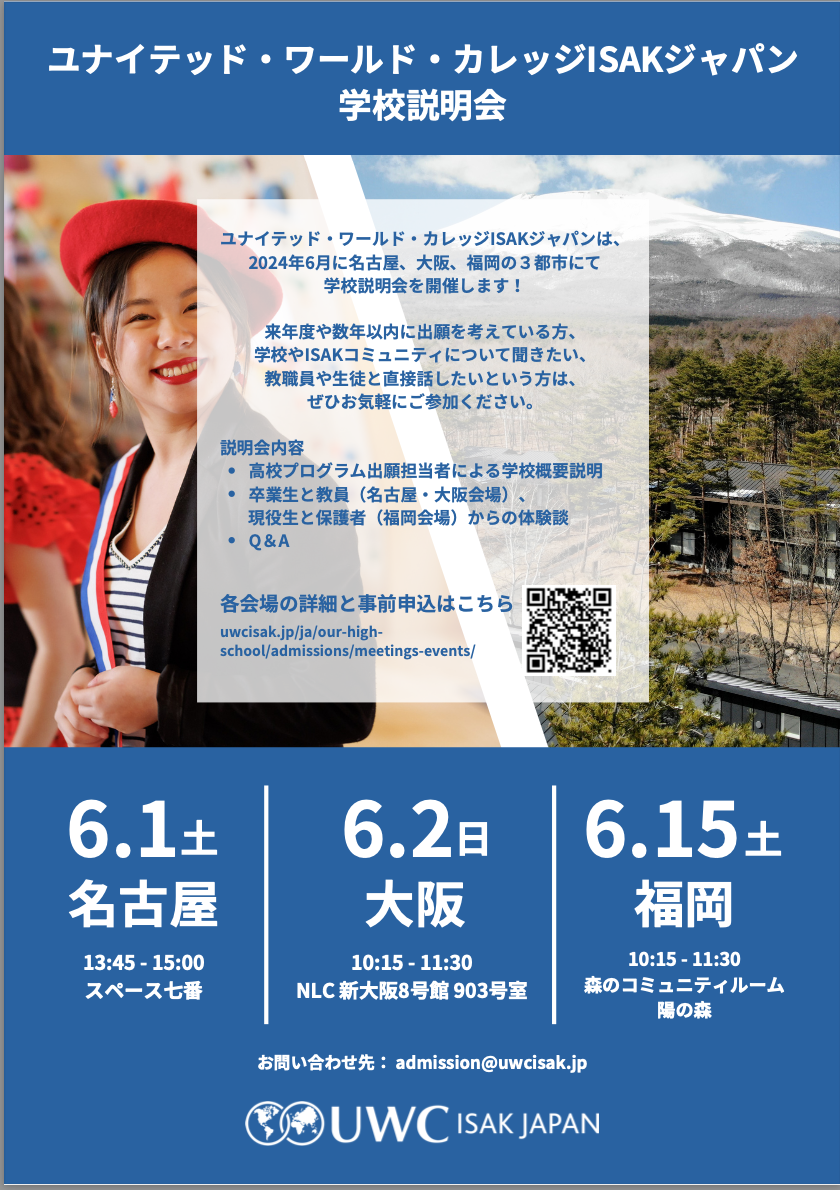 ユナイテッド・ワールド・カレッジISAKジャパン
学校説明会
ユナイテッド・ワールド・カレッジISAKジャパンは、
2024年6月に名古屋、大阪、福岡の３都市にて
学校説明会を開催します！
来年度や数年以内に出願を考えている方、
学校やISAKコミュニティについて聞きたい、
教職員や生徒と直接話したいという方は、
ぜひお気軽にご参加ください。
説明会内容
• 高校プログラム出願担当者による学校概要説明
• 卒業生と教員（名古屋・大阪会場）、
現役生と保護者（福岡会場）からの体験談
• Q＆A
各会場の詳細と事前申込はこちら
uwcisak.jp/ja/our-high-
school/admissions/meetings-events/
6.1土
名古屋
13:45 - 15:00
スペース七番
6.2日
大阪
10:15 - 11:30
NLC 新大阪8号館 903号室
6.15土
福岡
10:15 - 11:30
森のコミュニティルーム
陽の森
お問い合わせ先： admission@uwcisak.jp
UWC ISAK JAPAN